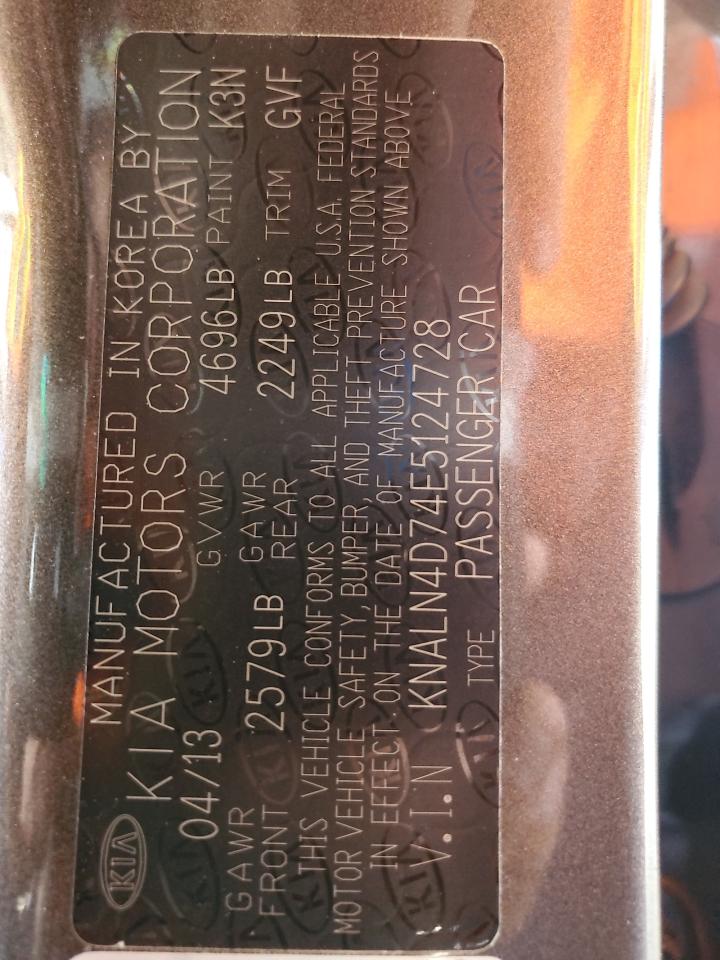 MANUFACTURED IN KOREA BY
KIA KIA MOTORS CORPORATION
04/13 GVWR 4696LB PAINT K3N
GAWR FRONT 2579LB GAWR REAR 2249LB TRIM GVF
THIS VEHICLE CONFORMS TO ALL APPLICABLE U.S.A. FEDERAL
MOTOR VEHICLE SAFETY, BUMPER, AND THEFT PREVENTION STANDARDS
IN EFFECT ON THE DATE OF MANUFACTURE SHOWN ABOVE
V.I.N KNALN4D74E5124728
TYPE PASSENGER CAR